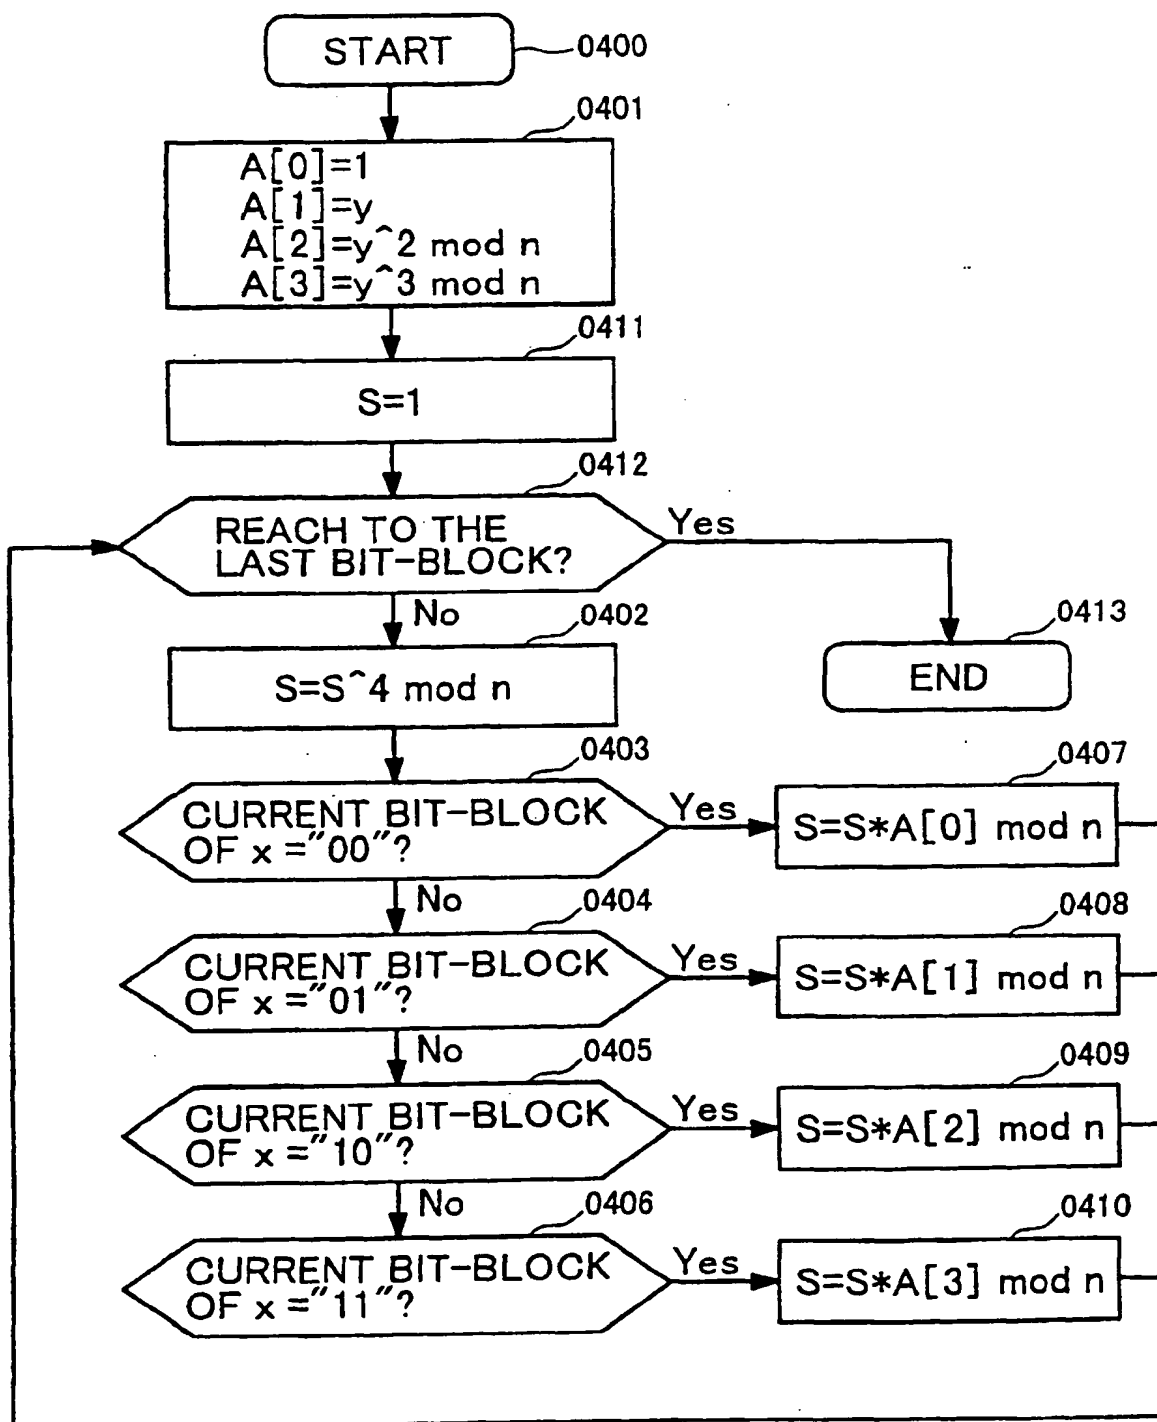 START
0400
0401
A[0]=1
A[1]=y
A[2]=y^2 mod n
A[3]=y^3 mod n
0411
S=1
0412
REACH TO THE
LAST BIT-BLOCK?
Yes
No
0402
0413
S=S^4 mod n
END
0403
0407
CURRENT BIT-BLOCK
OF x ="00"?
Yes
S=S*A[0] mod n
No
0404
0408
CURRENT BIT-BLOCK
OF x ="01"?
Yes
S=S*A[1] mod n
No
0405
0409
CURRENT BIT-BLOCK
OF x ="10"?
Yes
S=S*A[2] mod n
No
0406
0410
CURRENT BIT-BLOCK
OF x ="11"?
Yes
S=S*A[3] mod n